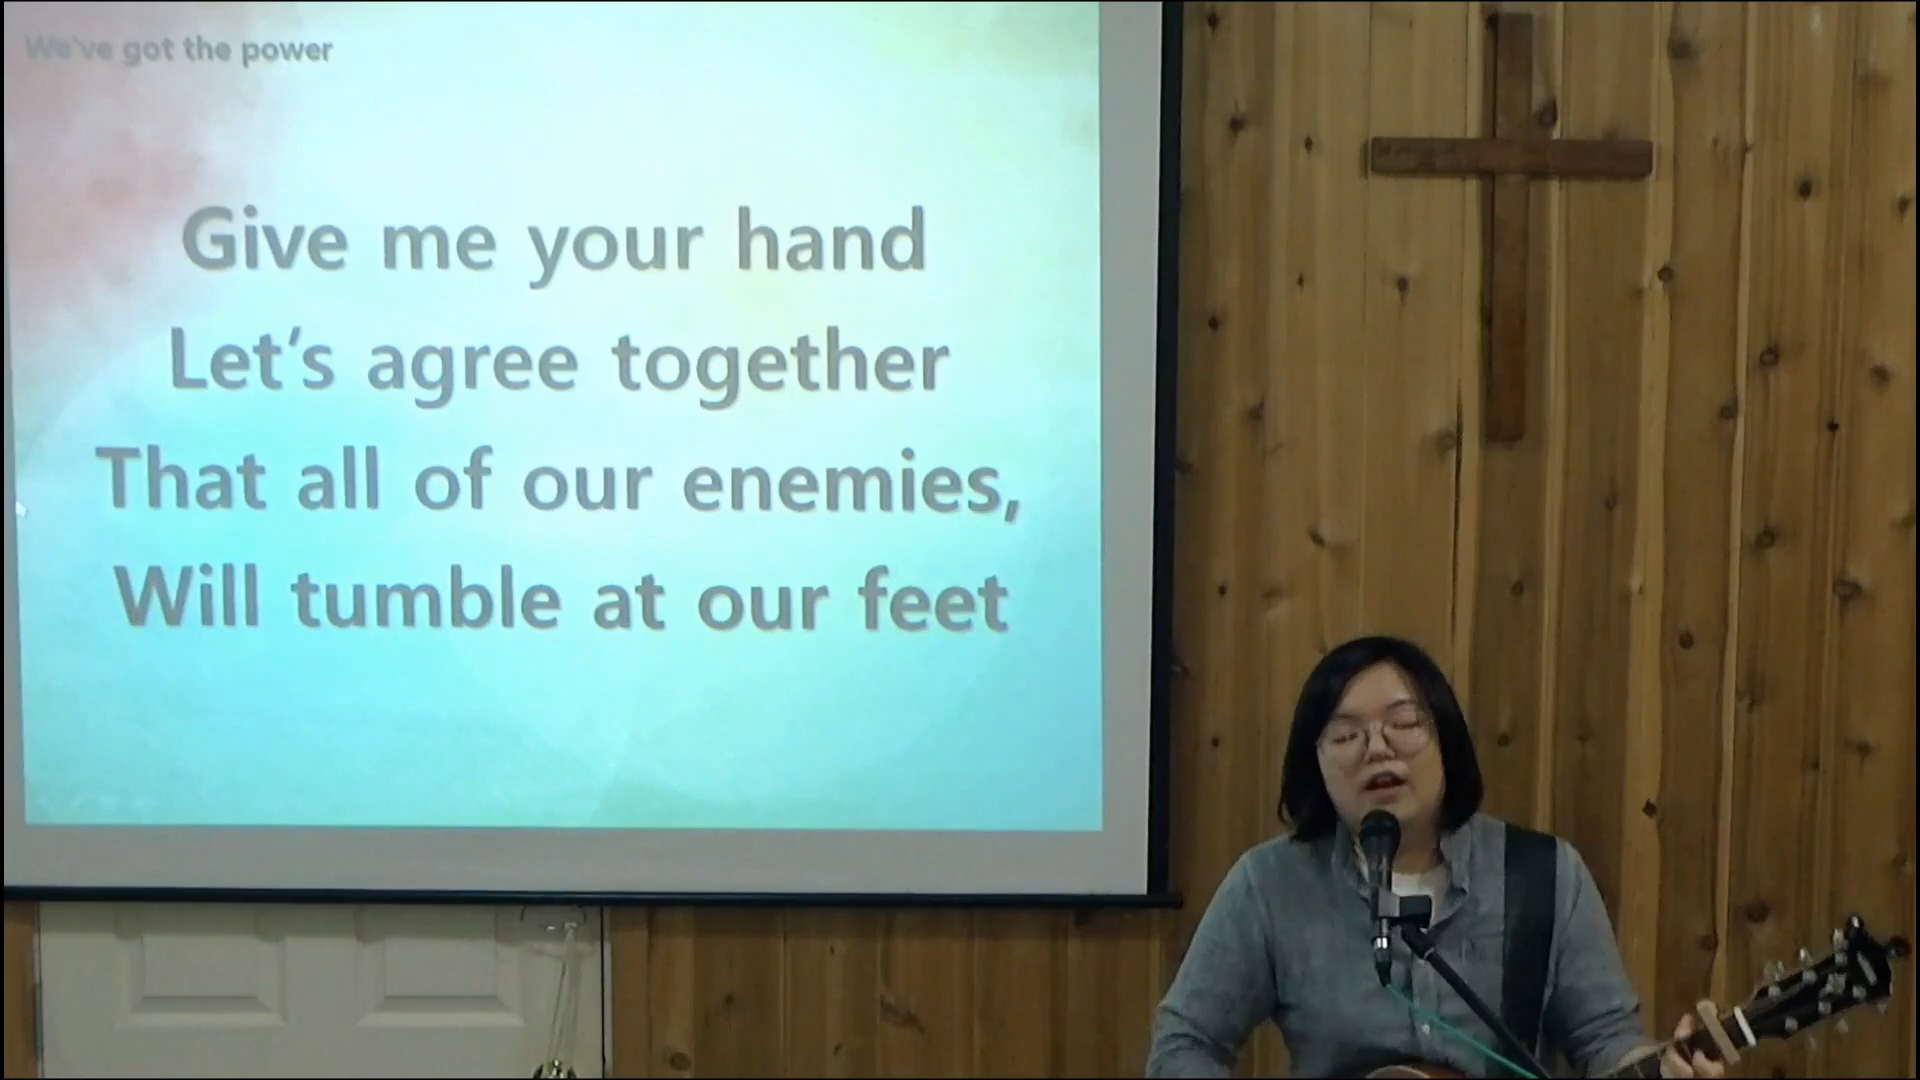 We've got the power
Give me your hand
Let's agree together
That all of our enemies,
Will tumble at our feet